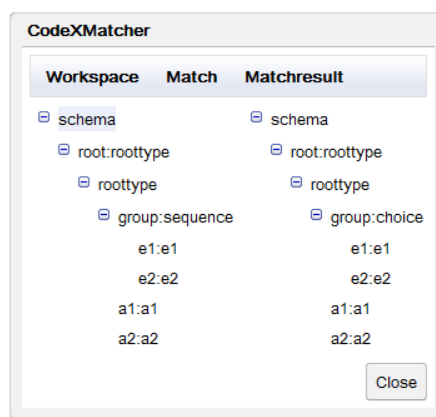 CodeXMatcher
Workspace Match Matchresult
schema schema
root:roottype root:roottype
roottype roottype
group:sequence group:choice
e1:e1 e1:e1
e2:e2 e2:e2
a1:a1 a1:a1
a2:a2 a2:a2
Close